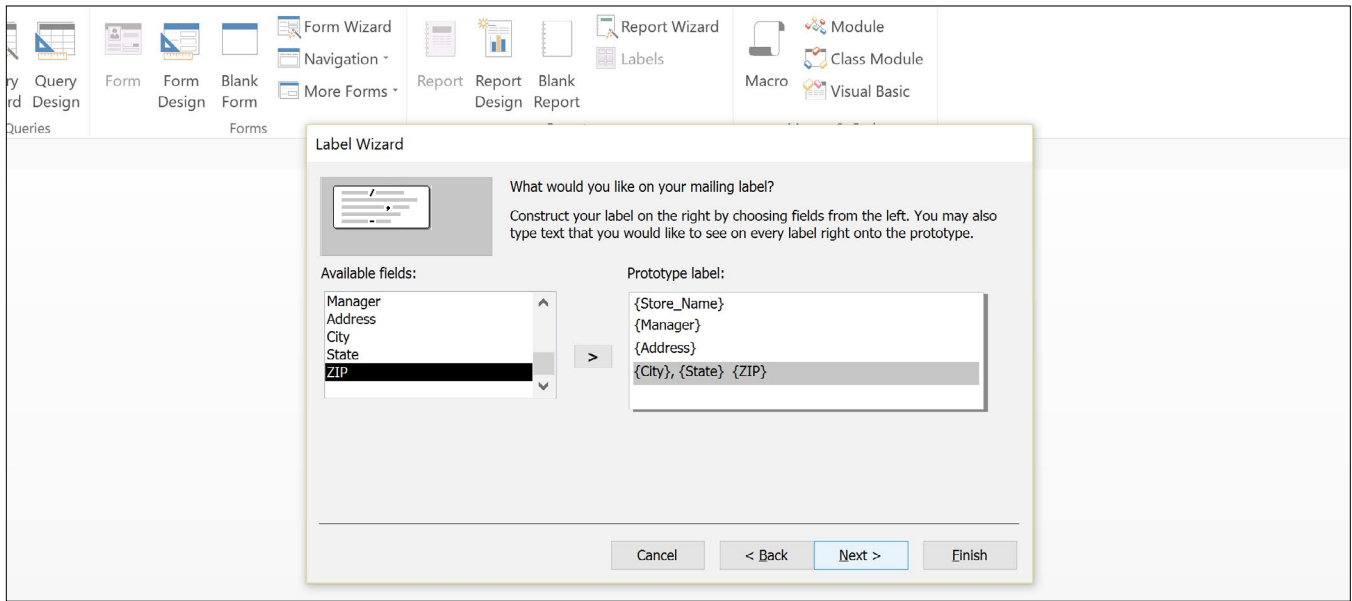 Form Wizard
Report Wizard
Module
Navigation
Labels
Class Module
Query Design
Form
Form Design
Blank Form
More Forms
Report
Report Design
Blank Report
Macro
Visual Basic
Queries
Forms
Label Wizard
What would you like on your mailing label?
Construct your label on the right by choosing fields from the left. You may also
type text that you would like to see on every label right onto the prototype.
Available fields:
Prototype label:
Manager
Address
City
State
ZIP
>
{Store_Name}
{Manager}
{Address}
{City}, {State} {ZIP}
Cancel
< Back
Next >
Finish